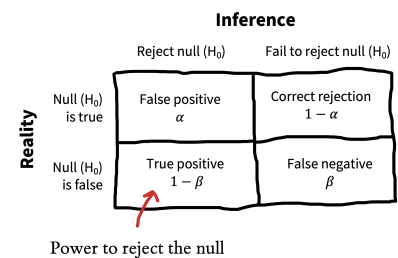 Inference
Reject null (H₀) Fail to reject null (H₀)
Reality
Null (H₀)
is true
False positive
α
Correct rejection
1 − α
Null (H₀)
is false
True positive
1 − β
False negative
β
Power to reject the null